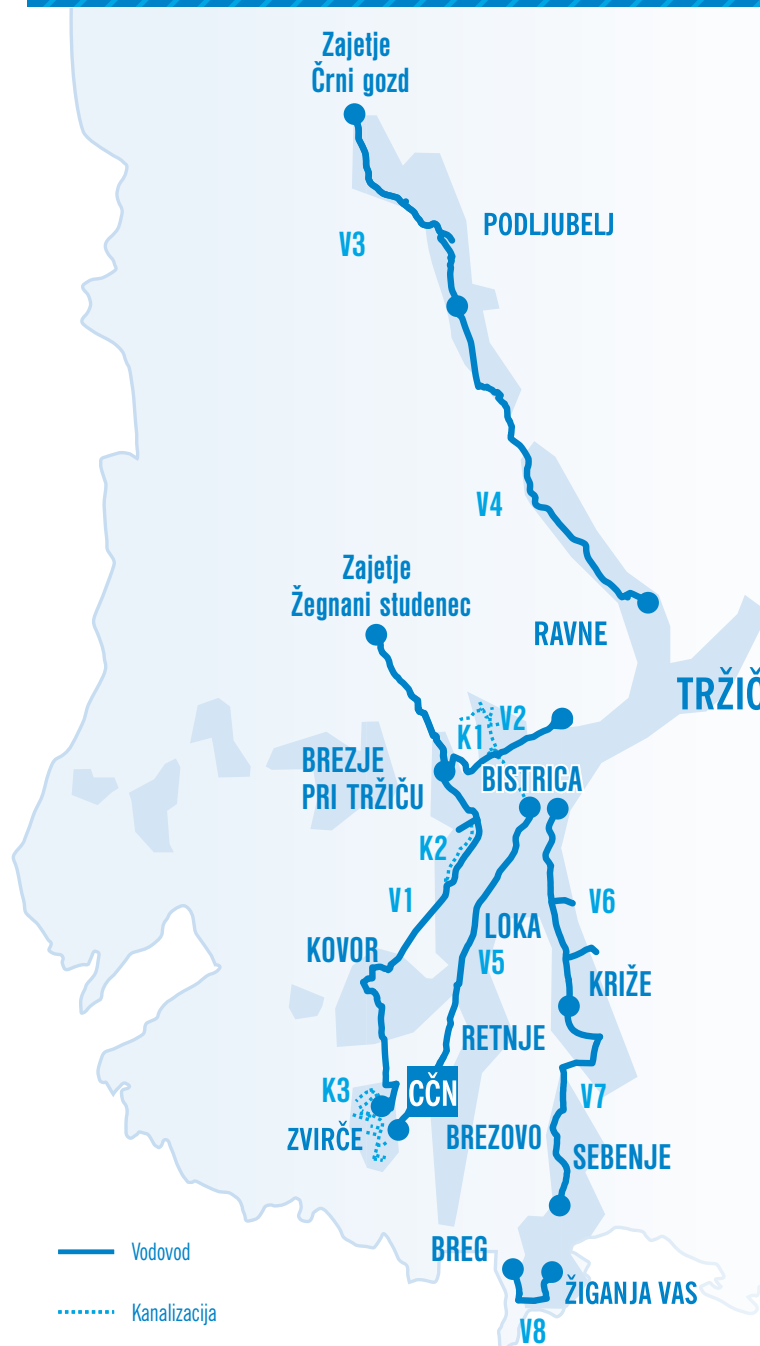 Zajetje
Črni gozd
PODLJUBELJ
V3
V4
Zajetje
Žegnani studenec
RAVNE
TRŽIČ
V2
K1
BREZJE
PRI TRŽIČU
BISTRICA
K2
V1
V6
LOKA
KOVOR
V5
KRIŽE
RETNJE
K3
CČN
V7
ZVIRČE
BREZOVO
SEBENJE
BREG
Vodovod
ŽIGANJA VAS
Kanalizacija
V8